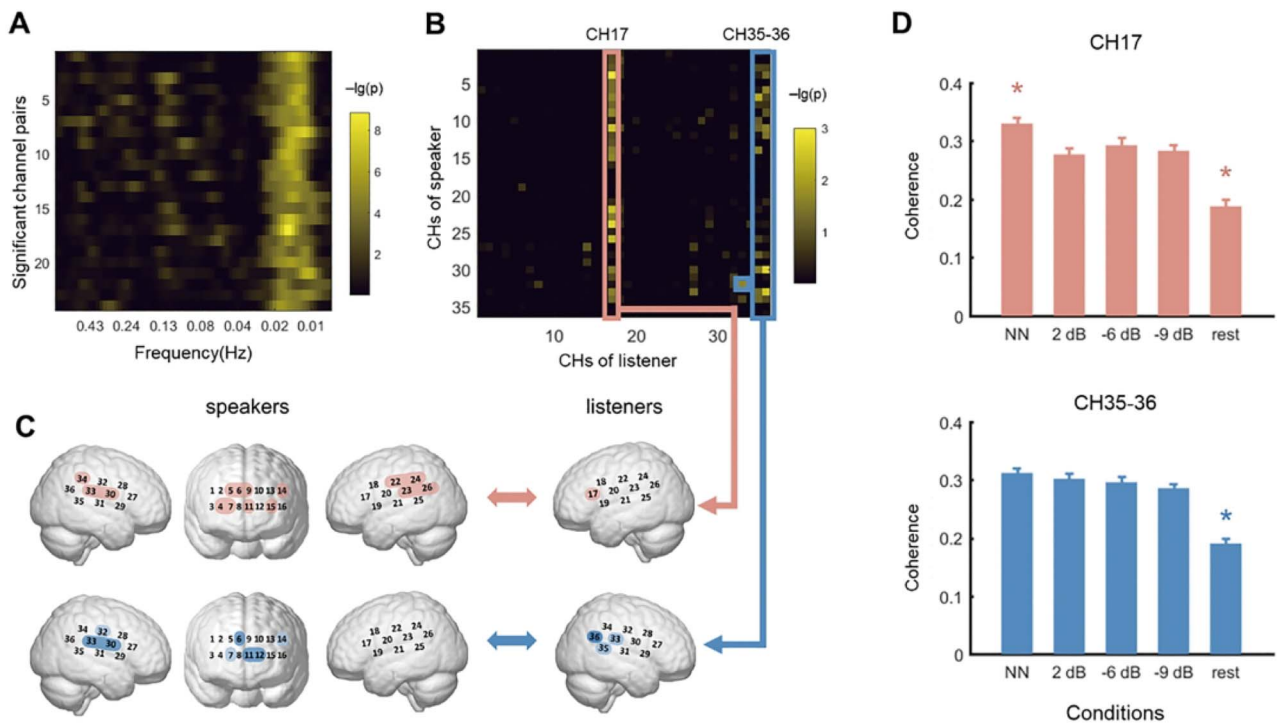 A
Significant channel pairs
5
10
15
20
0.43 0.24 0.13 0.08 0.04 0.02 0.01
Frequency(Hz)
−lg(p)
8
6
4
2
B
CH17
CH35-36
CHs of speaker
5
10
15
20
25
30
35
10 20 30
CHs of listener
−lg(p)
3
2
1
C
speakers
listeners
34 32 28
36 33 30 27
35 31 29
1 2 5 6 9 10 13 14
3 4 7 8 11 12 15 16
18 22 24
17 20 23 26
19 21 25
18 22 24
17 20 23 26
19 21 25
34 32 28
36 33 30 27
35 31 29
1 2 5 6 9 10 13 14
3 4 7 8 11 12 15 16
18 22 24
17 20 23 26
19 21 25
34 32 28
36 33 30 27
35 31 29
D
CH17
Coherence
0.4
0.3
0.2
0.1
0
*
*
NN 2 dB -6 dB -9 dB rest
CH35-36
Coherence
0.4
0.3
0.2
0.1
0
*
NN 2 dB -6 dB -9 dB rest
Conditions